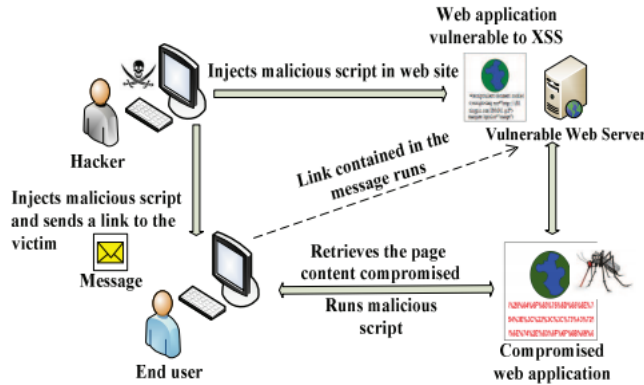 Web application
vulnerable to XSS
Injects malicious script in web site
Hacker
Vulnerable Web Server
Link contained in the
message runs
Injects malicious script
and sends a link to the
victim
Message
Retrieves the page
content compromised
Runs malicious
script
End user
Compromised
web application